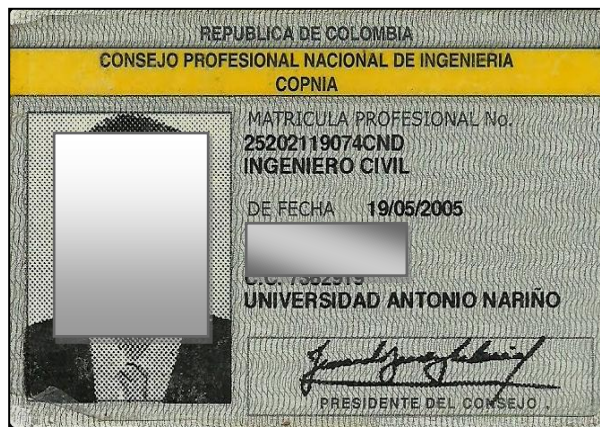 REPUBLICA DE COLOMBIA
CONSEJO PROFESIONAL NACIONAL DE INGENIERIA
COPNIA
MATRICULA PROFESIONAL No.
25202119074CND
INGENIERO CIVIL
DE FECHA 19/05/2005
C.C.
UNIVERSIDAD ANTONIO NARIÑO
PRESIDENTE DEL CONSEJO